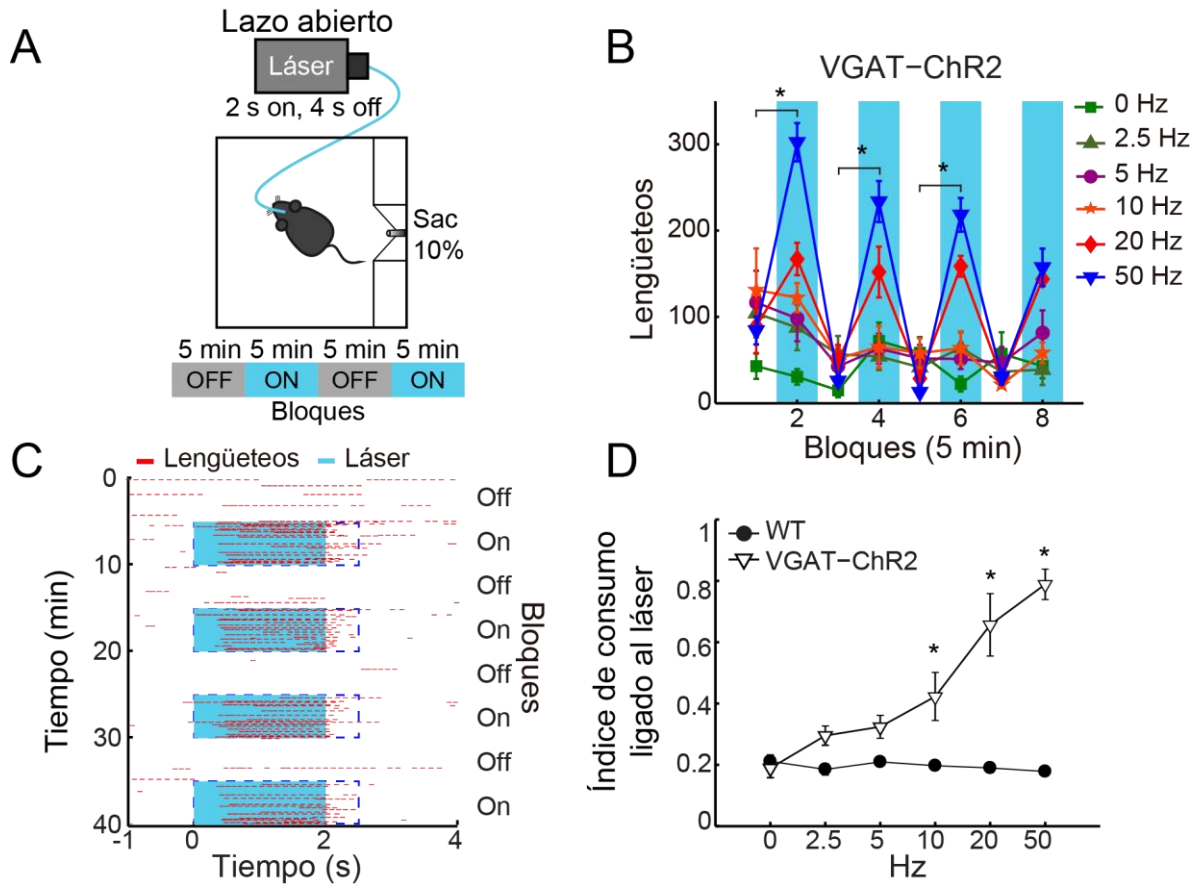 A
Lazo abierto
Láser
2 s on, 4 s off
Sac
10%
5 min 5 min 5 min 5 min
OFF ON OFF ON
Bloques
B
VGAT−ChR2
* * *
Lengüeteos
300
200
100
0
2 4 6 8
Bloques (5 min)
0 Hz
2.5 Hz
5 Hz
10 Hz
20 Hz
50 Hz
C
Lengüeteos Láser
Tiempo (min)
0
10
20
30
40
Off
On
Off
On
Off
On
Off
On
Bloques
-1 0 2 4
Tiempo (s)
D
Índice de consumo
ligado al láser
1
0.8
0.6
0.4
0.2
0
WT
VGAT−ChR2
* * *
0 2.5 5 10 20 50
Hz